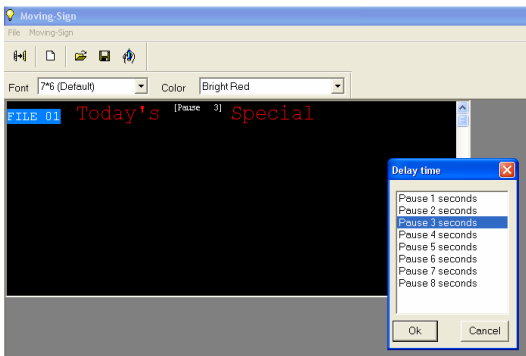 Moving-Sign
File Moving-Sign
Font 7*6 (Default) Color Bright Red
FILE 01 Today's [Pause 3] Special
Delay time
Pause 1 seconds
Pause 2 seconds
Pause 3 seconds
Pause 4 seconds
Pause 5 seconds
Pause 6 seconds
Pause 7 seconds
Pause 8 seconds
Ok Cancel